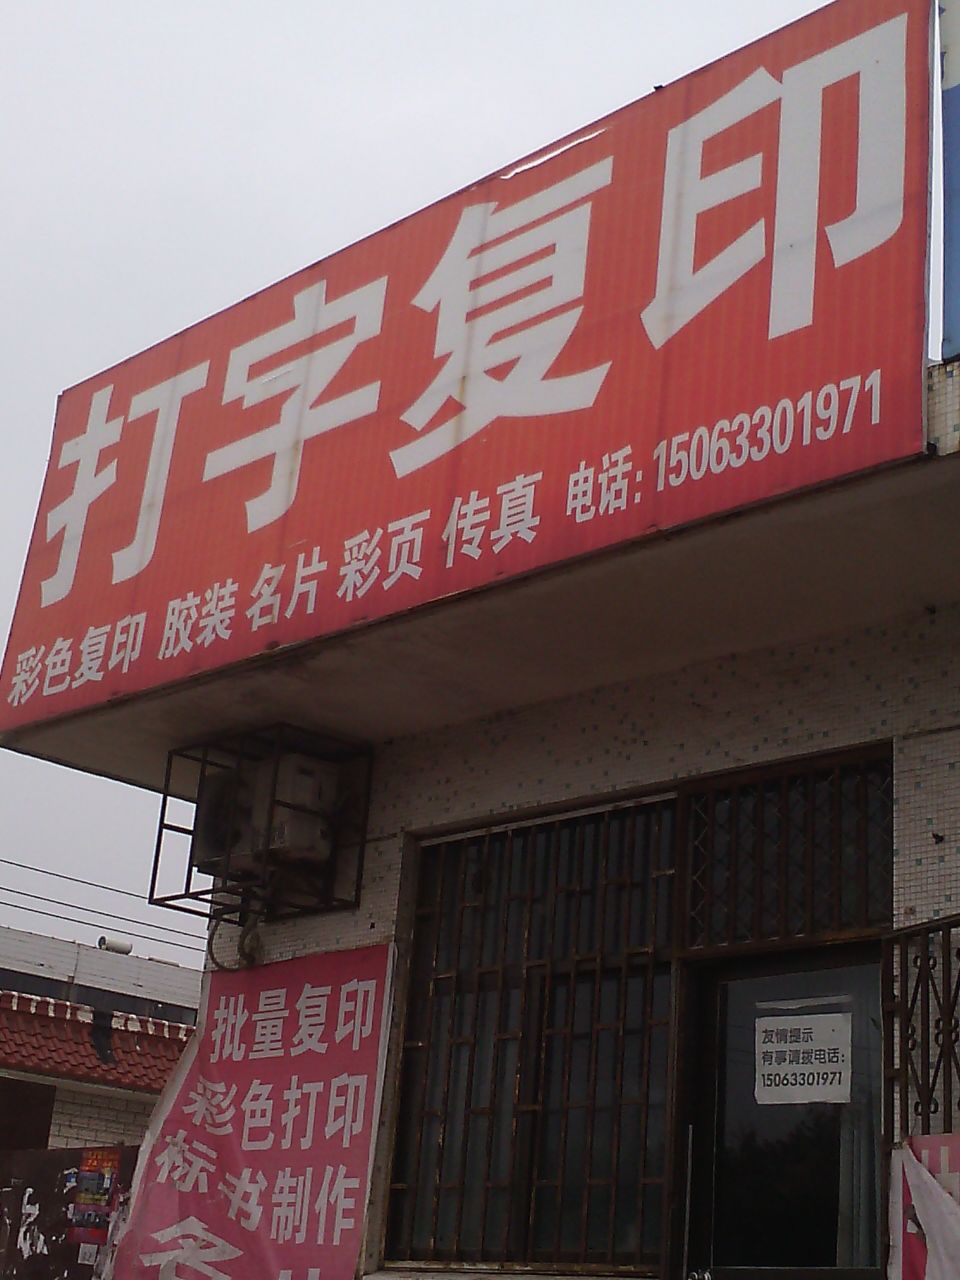 打字复印
彩色复印 胶装 名片 彩页 传真 电话:15063301971
批量复印
彩色打印
标书制作
名
友情提示
有事请拨电话:
15063301971